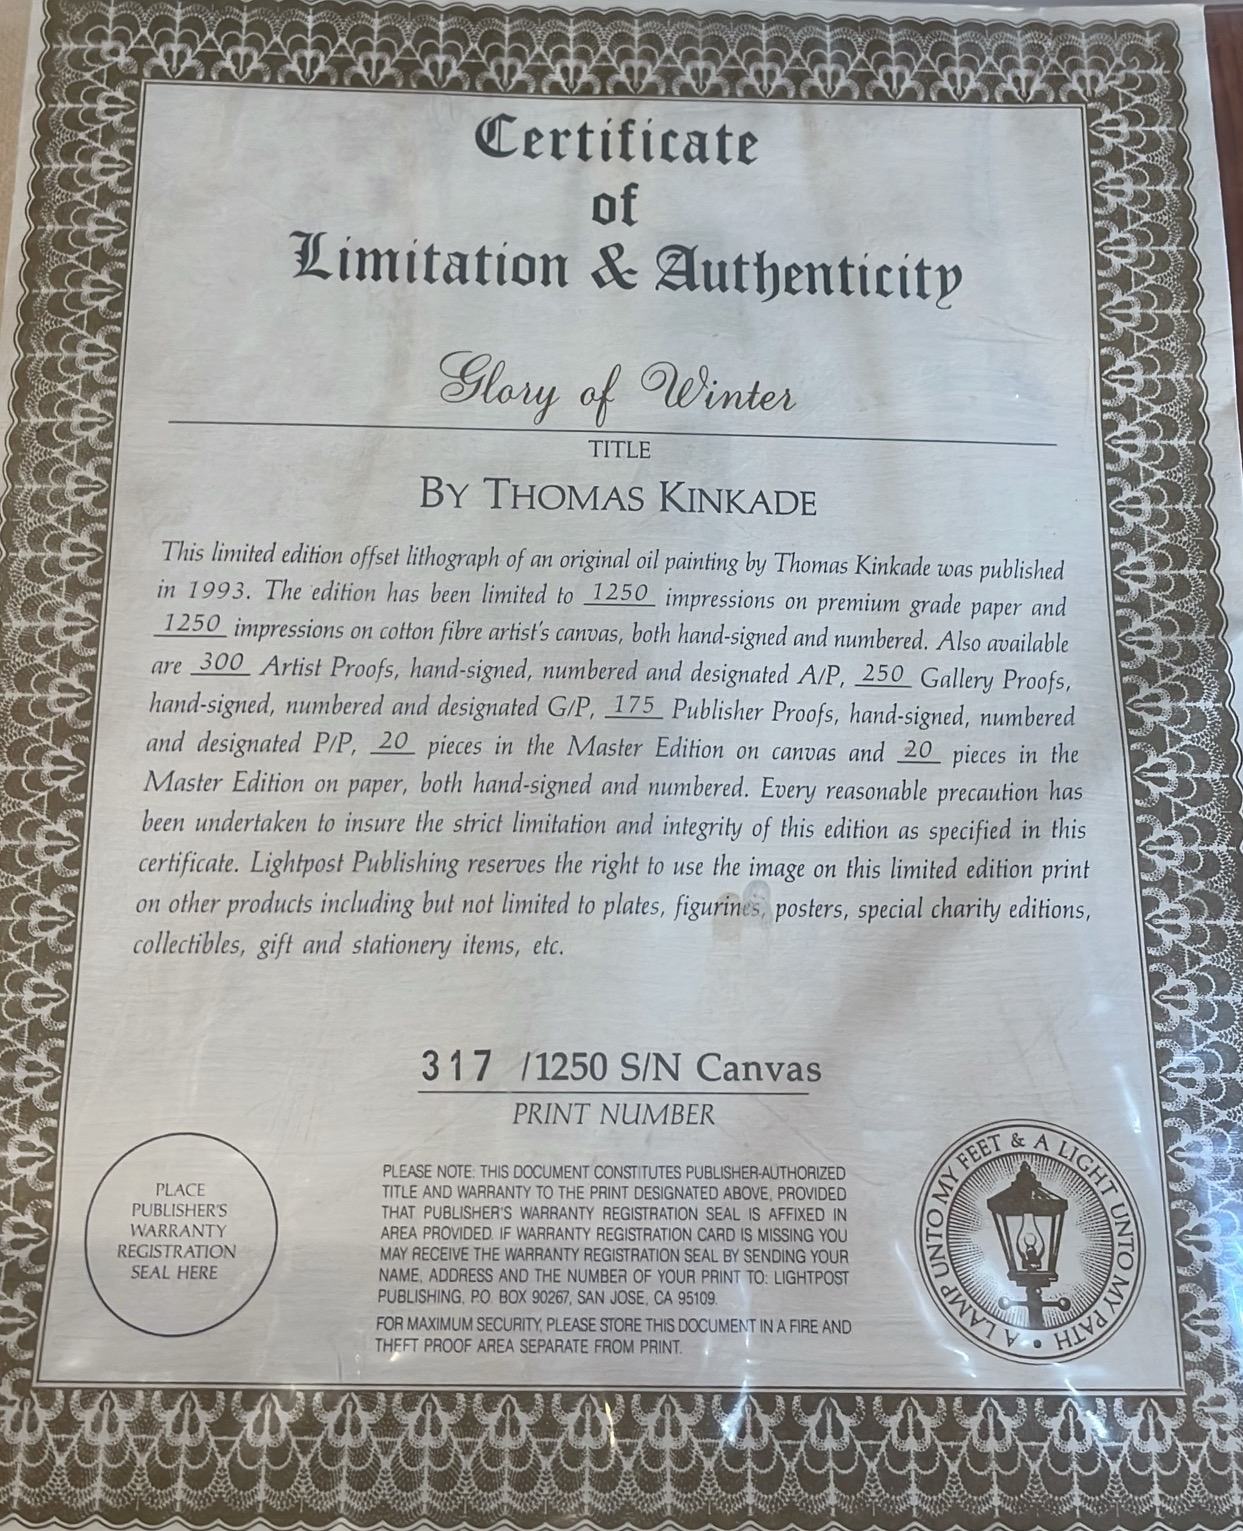 Certificate
of
Limitation & Authenticity
Glory of Winter
TITLE
BY THOMAS KINKADE
This limited edition offset lithograph of an original oil painting by Thomas Kinkade was published
in 1993. The edition has been limited to 1250 impressions on premium grade paper and
1250 impressions on cotton fibre artist's canvas, both hand-signed and numbered. Also available
are 300 Artist Proofs, hand-signed, numbered and designated A/P, 250 Gallery Proofs,
hand-signed, numbered and designated G/P, 175 Publisher Proofs, hand-signed, numbered
and designated P/P, 20 pieces in the Master Edition on canvas and 20 pieces in the
Master Edition on paper, both hand-signed and numbered. Every reasonable precaution has
been undertaken to insure the strict limitation and integrity of this edition as specified in this
certificate. Lightpost Publishing reserves the right to use the image on this limited edition print
on other products including but not limited to plates, figurines, posters, special charity editions,
collectibles, gift and stationery items, etc.
317 /1250 S/N Canvas
PRINT NUMBER
PLACE
PUBLISHER'S
WARRANTY
REGISTRATION
SEAL HERE
PLEASE NOTE: THIS DOCUMENT CONSTITUTES PUBLISHER-AUTHORIZED
TITLE AND WARRANTY TO THE PRINT DESIGNATED ABOVE, PROVIDED
THAT PUBLISHER'S WARRANTY REGISTRATION SEAL IS AFFIXED IN
AREA PROVIDED. IF WARRANTY REGISTRATION CARD IS MISSING YOU
MAY RECEIVE THE WARRANTY REGISTRATION SEAL BY SENDING YOUR
NAME, ADDRESS AND THE NUMBER OF YOUR PRINT TO: LIGHTPOST
PUBLISHING, P.O. BOX 90267, SAN JOSE, CA 95109.
FOR MAXIMUM SECURITY, PLEASE STORE THIS DOCUMENT IN A FIRE AND
THEFT PROOF AREA SEPARATE FROM PRINT.
A LAMP UNTO MY FEET & A LIGHT UNTO MY PATH •